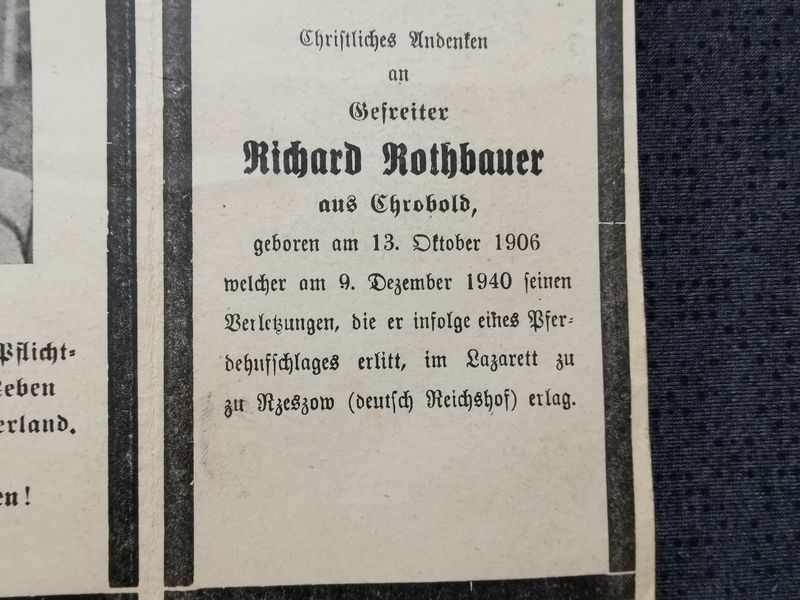 Pflicht-
Leben
erland.
en!
Christliches Andenken
an
Gefreiter
Richard Rothbauer
aus Chrobold,
geboren am 13. Oktober 1906
welcher am 9. Dezember 1940 seinen
Verletzungen, die er infolge eines Pfer-
dehufschlages erlitt, im Lazarett zu
zu Rzeszow (deutsch Reichshof) erlag.